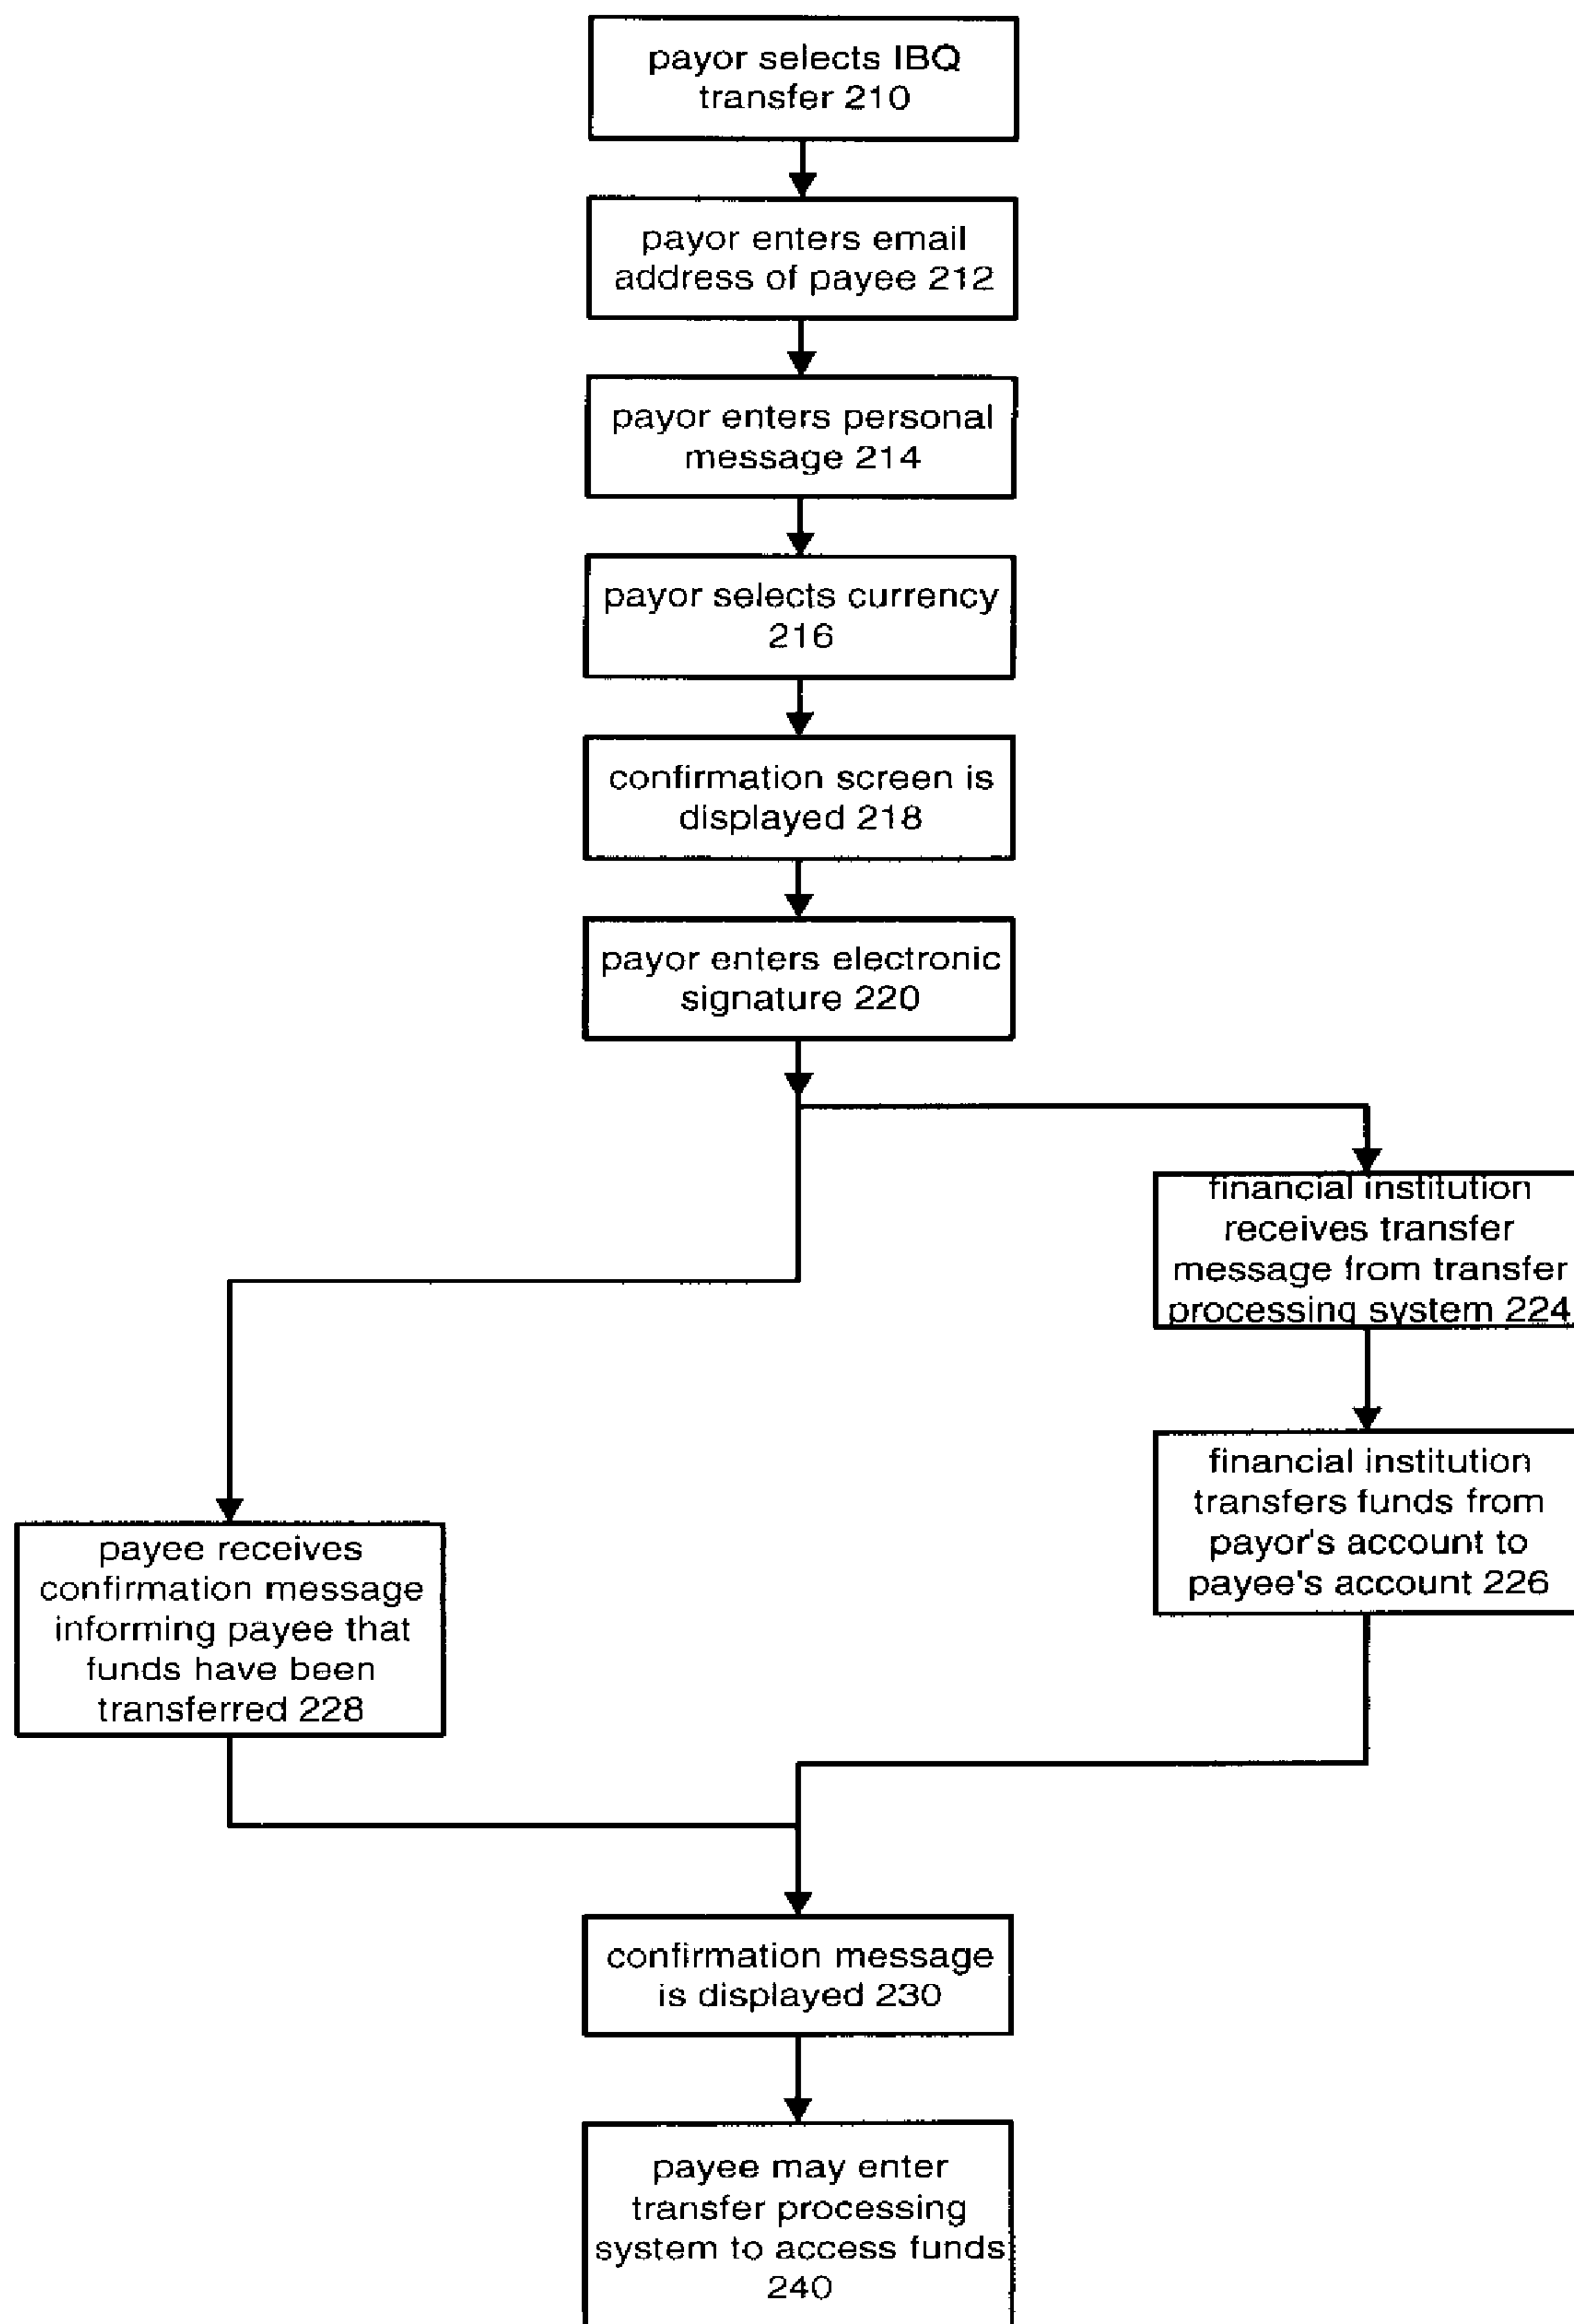 payor selects IBQ
transfer 210
payor enters email
address of payee 212
payor enters personal
message 214
payor selects currency
216
confirmation screen is
displayed 218
payor enters electronic
signature 220
financial institution
receives transfer
message from transfer
processing system 224
financial institution
transfers funds from
payor's account to
payee's account 226
payee receives
confirmation message
informing payee that
funds have been
transferred 228
confirmation message
is displayed 230
payee may enter
transfer processing
system to access funds
240